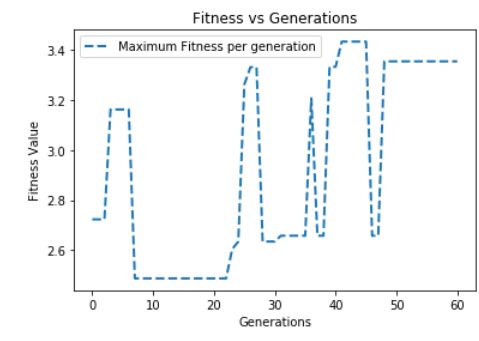 Fitness vs Generations
Maximum Fitness per generation
3.4
3.2
3.0
2.8
2.6
Fitness Value
0 10 20 30 40 50 60
Generations